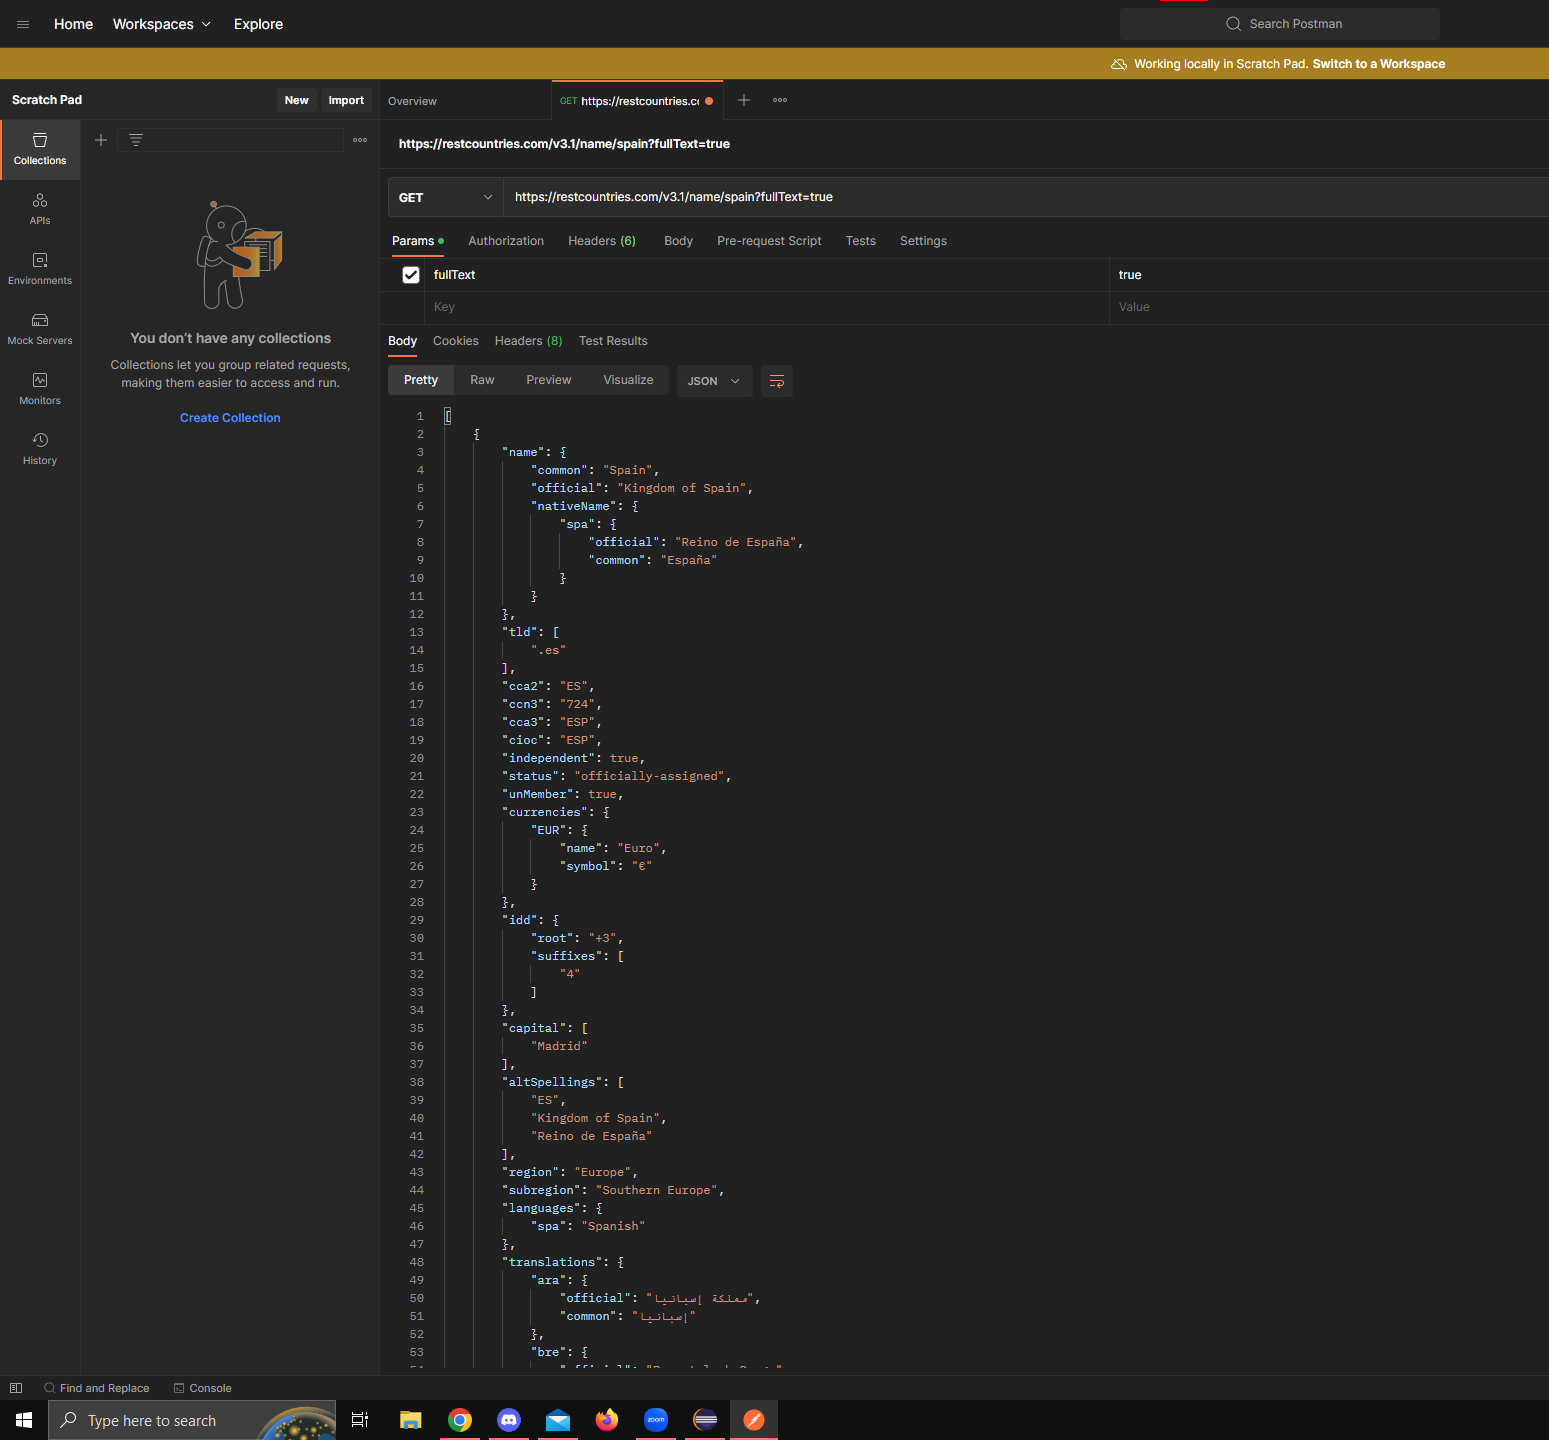 Home Workspaces Explore Search Postman
Working locally in Scratch Pad. Switch to a Workspace
Scratch Pad New Import
Overview GET https://restcountries.cc
https://restcountries.com/v3.1/name/spain?fullText=true
GET https://restcountries.com/v3.1/name/spain?fullText=true
Params Authorization Headers (6) Body Pre-request Script Tests Settings
fullText true
Key Value
Collections
APIs
Environments
Mock Servers
Monitors
History
You don’t have any collections
Collections let you group related requests,
making them easier to access and run.
Create Collection
Body Cookies Headers (8) Test Results
Pretty Raw Preview Visualize JSON
1 [
2 {
3 "name": {
4 "common": "Spain",
5 "official": "Kingdom of Spain",
6 "nativeName": {
7 "spa": {
8 "official": "Reino de España",
9 "common": "España"
10 }
11 }
12 },
13 "tld": [
14 ".es"
15 ],
16 "cca2": "ES",
17 "ccn3": "724",
18 "cca3": "ESP",
19 "cioc": "ESP",
20 "independent": true,
21 "status": "officially-assigned",
22 "unMember": true,
23 "currencies": {
24 "EUR": {
25 "name": "Euro",
26 "symbol": "€"
27 }
28 },
29 "idd": {
30 "root": "+3",
31 "suffixes": [
32 "4"
33 ]
34 },
35 "capital": [
36 "Madrid"
37 ],
38 "altSpellings": [
39 "ES",
40 "Kingdom of Spain",
41 "Reino de España"
42 ],
43 "region": "Europe",
44 "subregion": "Southern Europe",
45 "languages": {
46 "spa": "Spanish"
47 },
48 "translations": {
49 "ara": {
50 "official": "مملكة إسبانيا",
51 "common": "إسبانيا"
52 },
53 "bre": {
Find and Replace Console
Type here to search
zoom